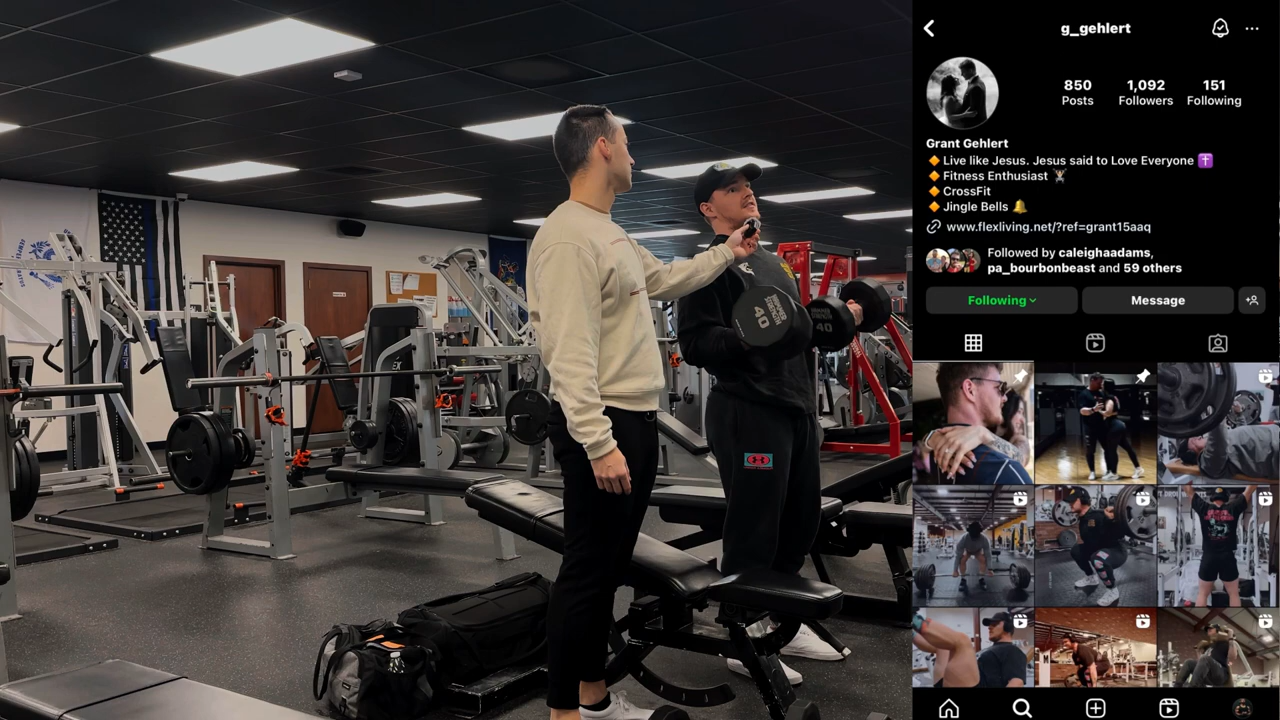 40
40
g_gehlert
850
1,092
151
Posts
Followers
Following
Grant Gehlert
🔶Live like Jesus. Jesus said to Love Everyone ✝️
🔶Fitness Enthusiast 🏋️
🔶CrossFit
🔶Jingle Bells 🔔
www.flexliving.net/?ref=grant15aaq
Followed by caleighaadams,
pa_bourbonbeast and 59 others
Following
Message